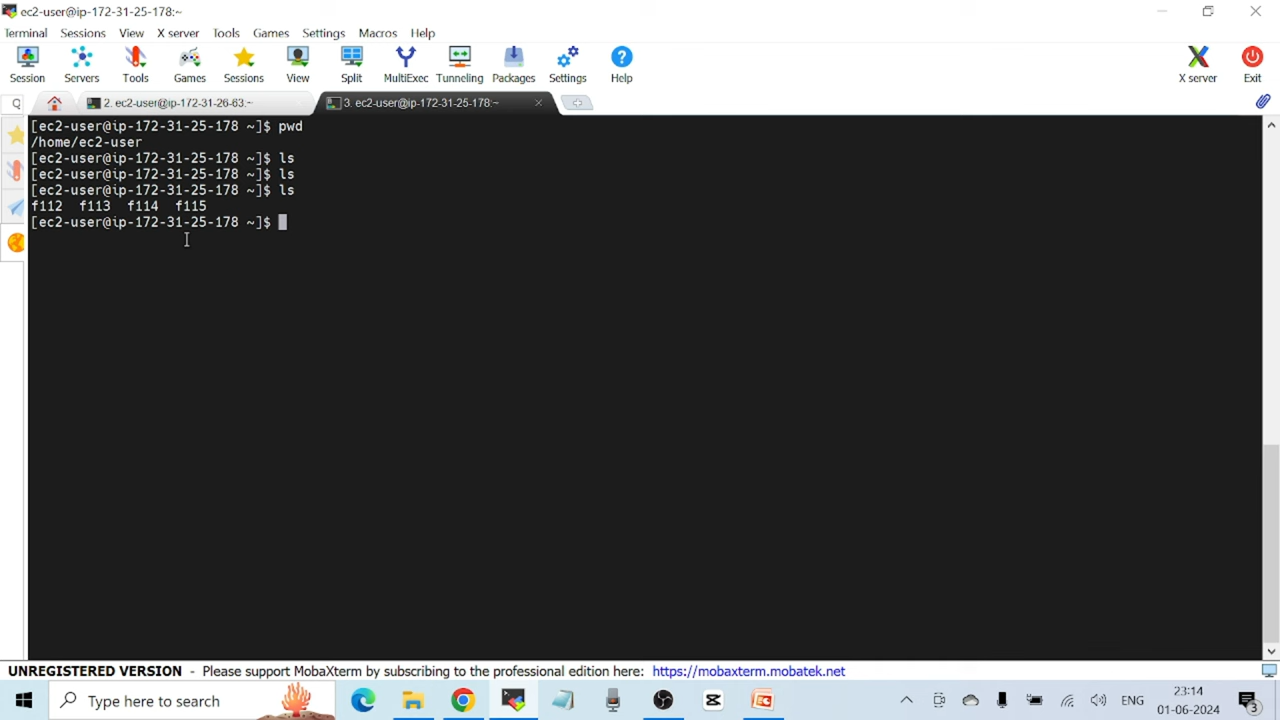 ec2-user@ip-172-31-25-178:~
Terminal Sessions View X server Tools Games Settings Macros Help
Session Servers Tools Games Sessions View Split MultiExec Tunneling Packages Settings Help X server Exit
2. ec2-user@ip-172-31-26-63:~ 3. ec2-user@ip-172-31-25-178:~
[ec2-user@ip-172-31-25-178 ~]$ pwd
/home/ec2-user
[ec2-user@ip-172-31-25-178 ~]$ ls
[ec2-user@ip-172-31-25-178 ~]$ ls
[ec2-user@ip-172-31-25-178 ~]$ ls
f112 f113 f114 f115
[ec2-user@ip-172-31-25-178 ~]$
UNREGISTERED VERSION - Please support MobaXterm by subscribing to the professional edition here: https://mobaxterm.mobatek.net
Type here to search
ENG
23:14
01-06-2024
3